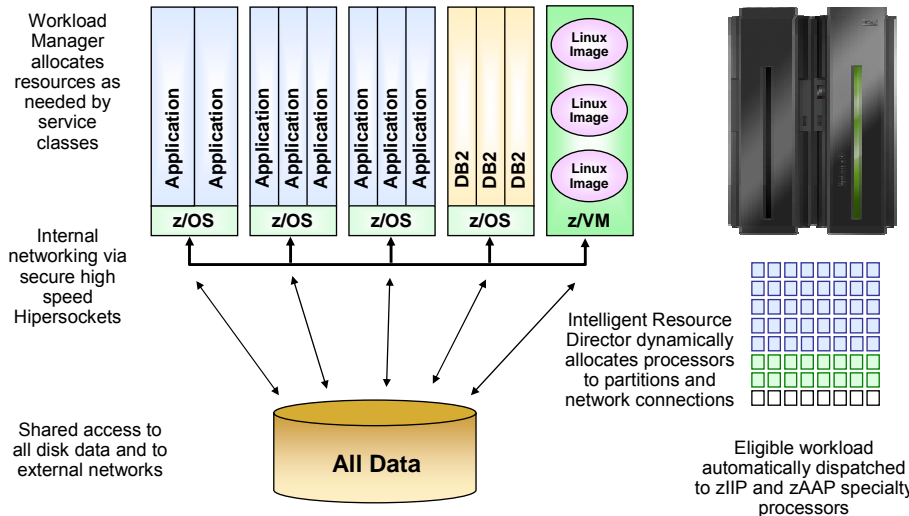 Workload
Manager
allocates
resources as
needed by
service
classes
Application
Application
z/OS
Application
Application
Application
z/OS
Application
Application
Application
z/OS
DB2
DB2
DB2
z/OS
Linux
Image
Linux
Image
Linux
Image
z/VM
Internal
networking via
secure high
speed
Hipersockets
Intelligent Resource
Director dynamically
allocates processors
to partitions and
network connections
Shared access to
all disk data and to
external networks
All Data
Eligible workload
automatically dispatched
to zIIP and zAAP specialty
processors